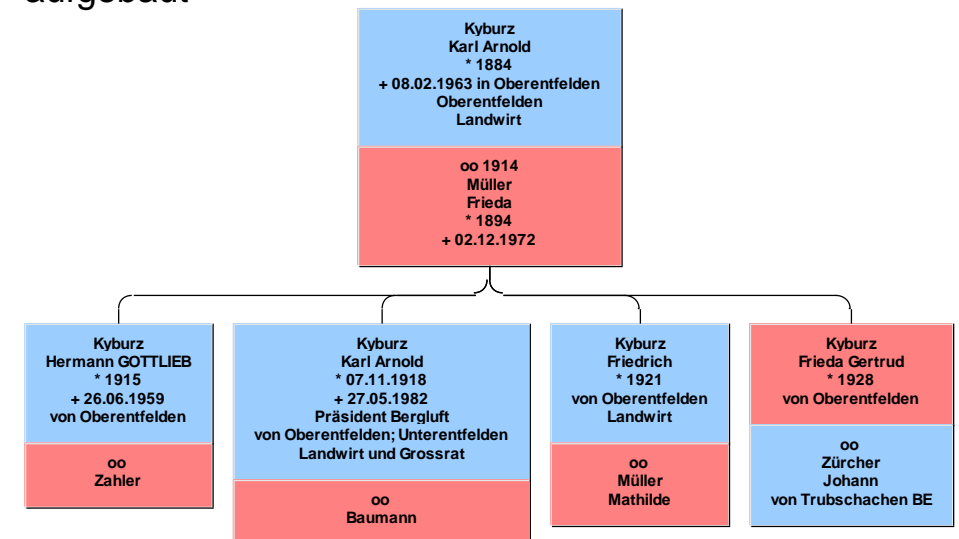 aufgebaut
Kyburz
Karl Arnold
* 1884
+ 08.02.1963 in Oberentfelden
Oberentfelden
Landwirt
oo 1914
Müller
Frieda
* 1894
+ 02.12.1972
Kyburz
Hermann GOTTLIEB
* 1915
+ 26.06.1959
von Oberentfelden
oo
Zahler
Kyburz
Karl Arnold
* 07.11.1918
+ 27.05.1982
Präsident Bergluft
von Oberentfelden; Unterentfelden
Landwirt und Grossrat
oo
Baumann
Kyburz
Friedrich
* 1921
von Oberentfelden
Landwirt
oo
Müller
Mathilde
Kyburz
Frieda Gertrud
* 1928
von Oberentfelden
oo
Zürcher
Johann
von Trubschachen BE